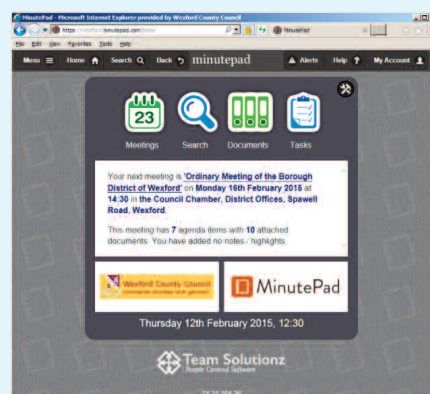 MinutePad - Microsoft Internet Explorer provided by Wexford County Council
minutepad.com/home
MinutePad
File Edit View Favorites Tools Help
Menu Home Search Back minutepad Alerts Help ? My Account
23
Meetings Search Documents Tasks
Your next meeting is 'Ordinary Meeting of the Borough
District of Wexford' on Monday 16th February 2015 at
14:30 in the Council Chamber, District Offices, Spawell
Road, Wexford.
This meeting has 7 agenda items with 10 attached
documents. You have added no notes / highlights
Wexford County Council
MinutePad
Thursday 12th February 2015, 12:30
Team Solutionz
People Centred Software